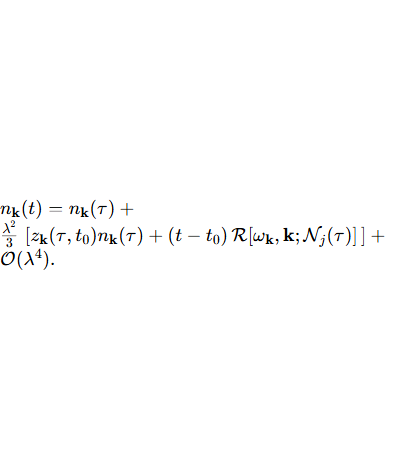 n_𝐤(t) = n_𝐤(τ) +
λ²/3 [z_𝐤(τ, t₀)n_𝐤(τ) + (t − t₀) ℛ[ω_𝐤, 𝐤; 𝒩_j(τ)] ] +
𝒪(λ⁴).